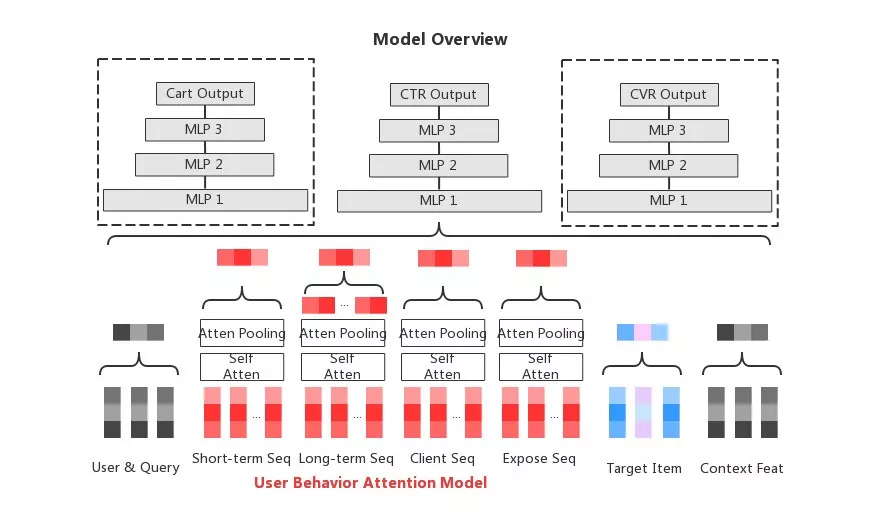 Model Overview
Cart Output
MLP 3
MLP 2
MLP 1
CTR Output
MLP 3
MLP 2
MLP 1
CVR Output
MLP 3
MLP 2
MLP 1
...
Atten Pooling
Atten Pooling
Atten Pooling
Atten Pooling
Self
Atten
Self
Atten
Self
Atten
Self
Atten
...
...
...
...
User & Query
Short-term Seq
Long-term Seq
Client Seq
Expose Seq
Target Item
Context Feat
User Behavior Attention Model